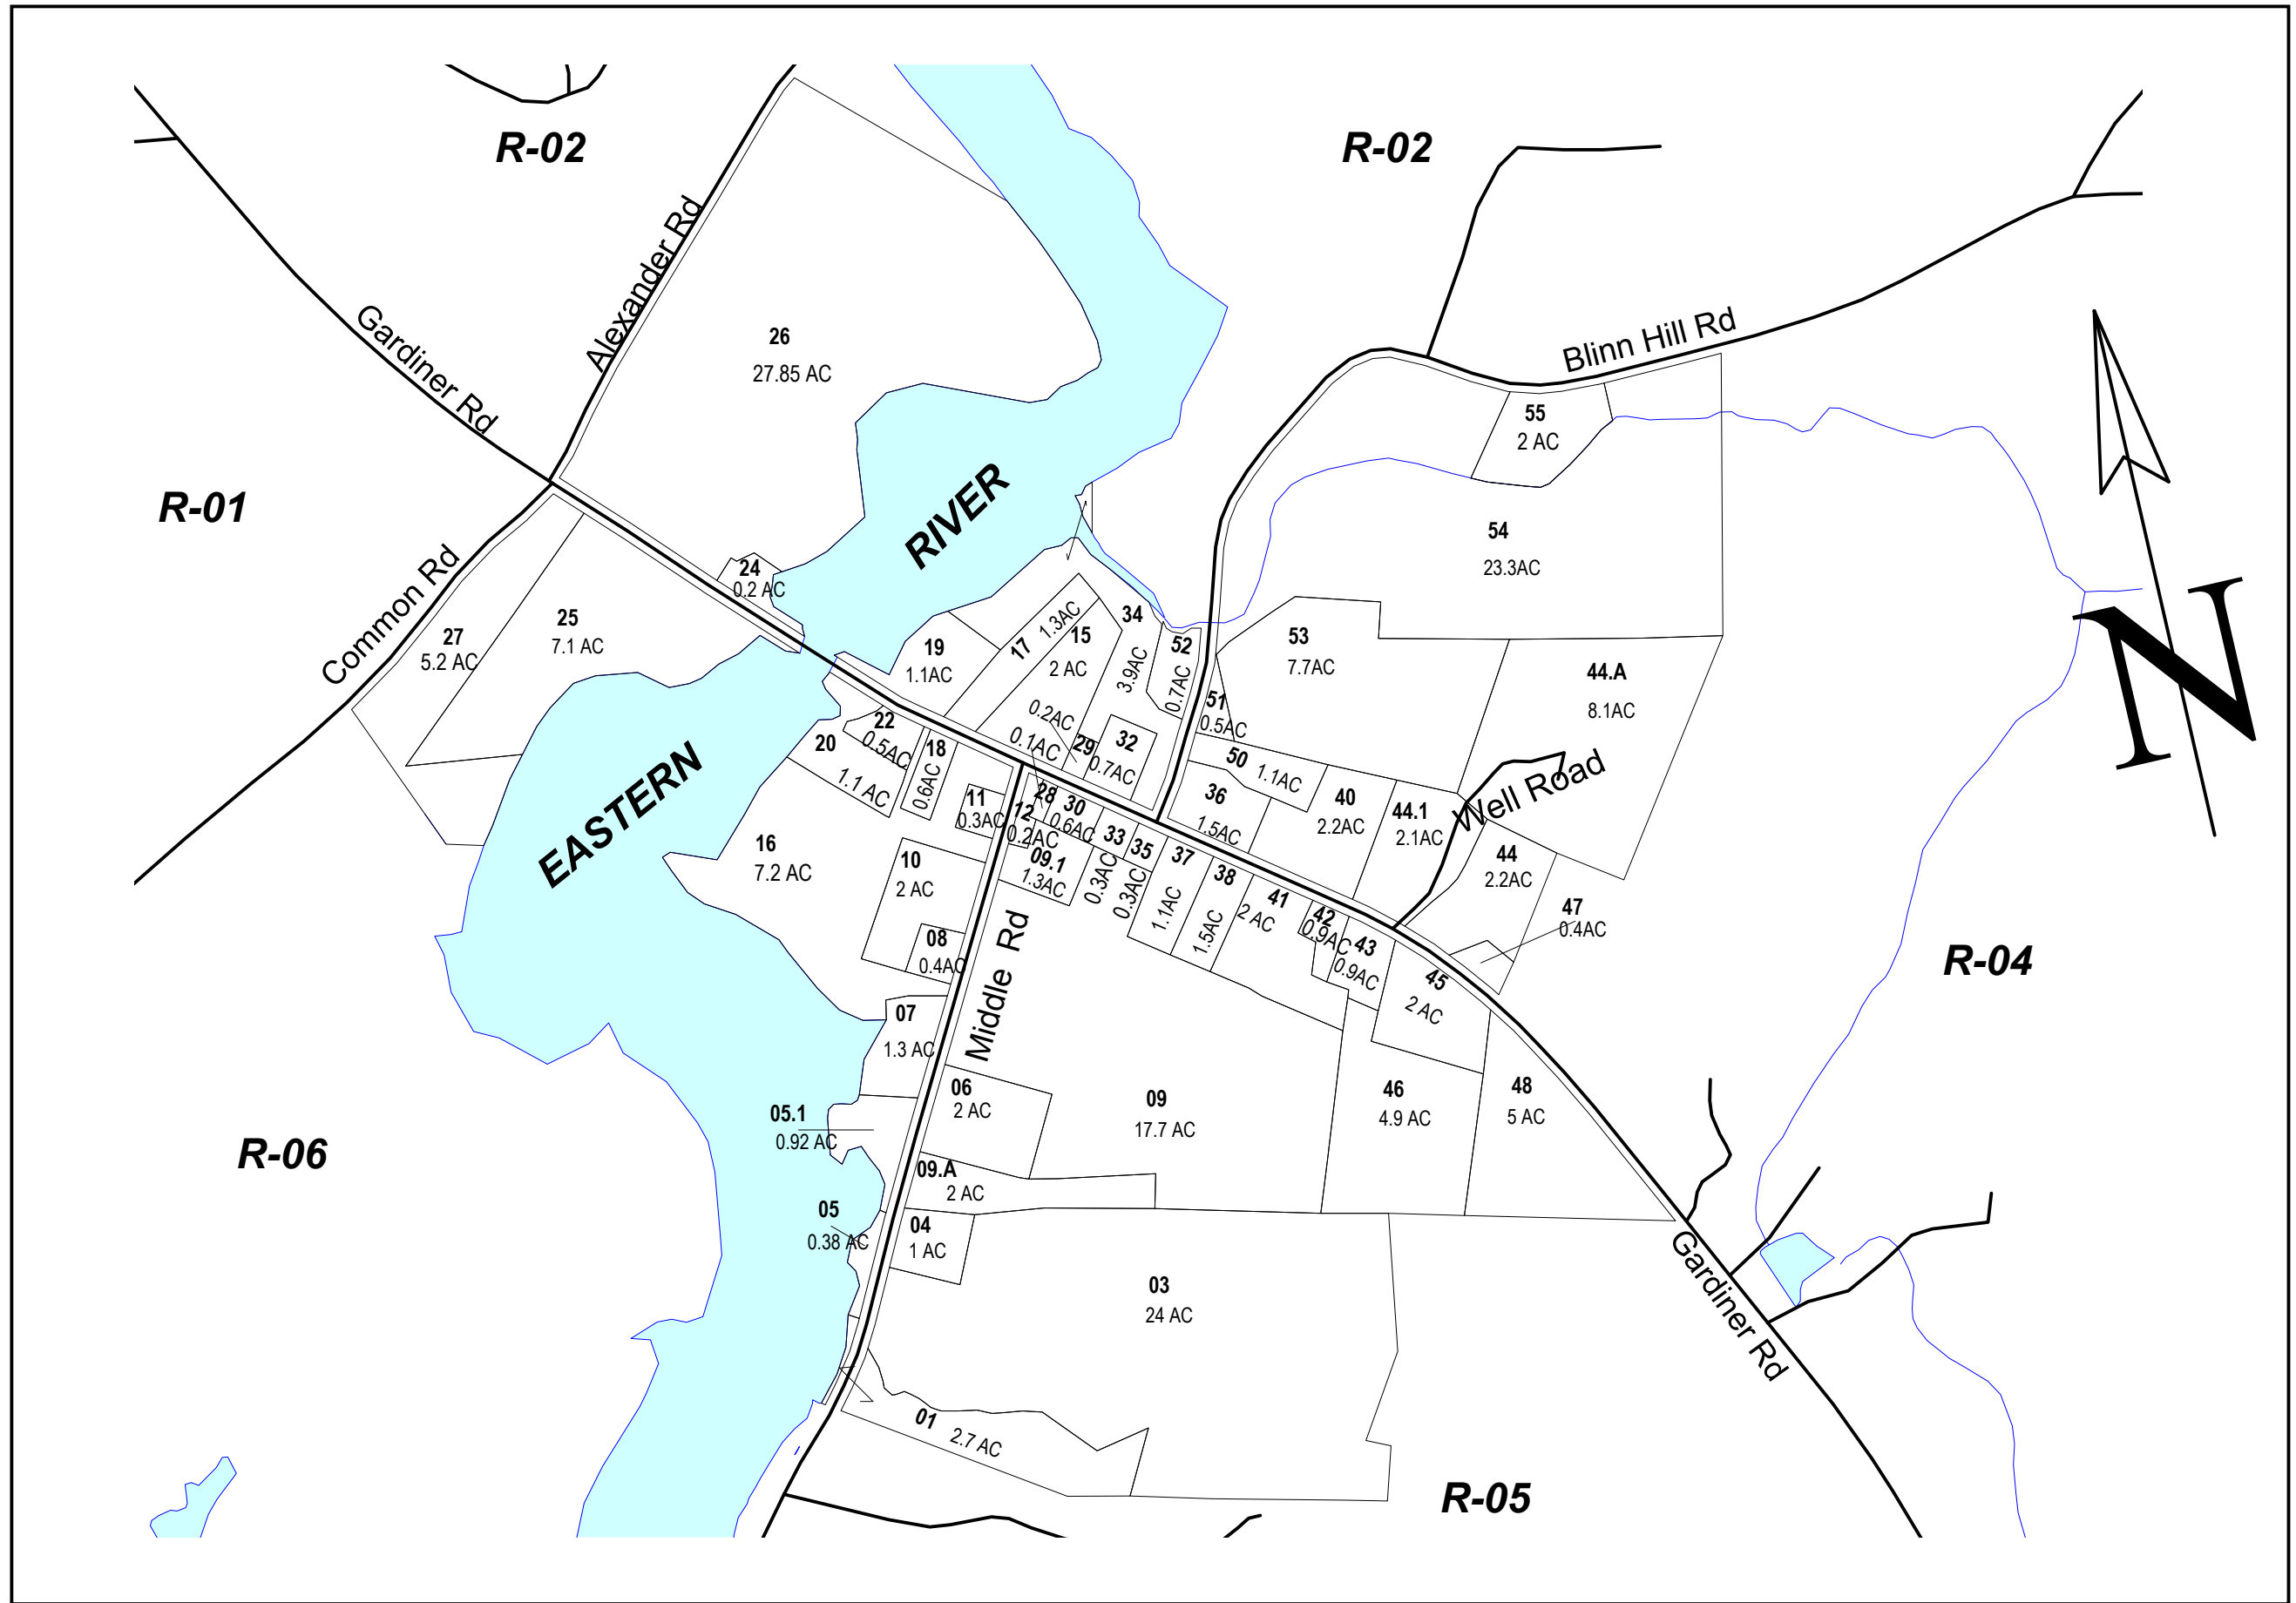 R-02
R-02
Alexander Rd
Gardiner Rd
Blinn Hill Rd
26
27.85 AC
55
2 AC
R-01
RIVER
54
23.3AC
Common Rd
24
0.2 AC
25
7.1 AC
27
5.2 AC
19
1.1AC
17
1.3AC
15
2 AC
34
3.9AC
52
0.7AC
53
7.7AC
44.A
8.1AC
51
0.5AC
N
22
0.5AC
20
1.1 AC
18
0.6AC
0.2AC
0.1AC
29
32
0.7AC
50
1.1AC
36
1.5AC
40
2.2AC
44.1
2.1AC
Well Road
EASTERN
11
0.3AC
12
0.2AC
28
30
0.6AC
33
0.3AC
35
0.3AC
09.1
1.3AC
37
1.1AC
38
1.5AC
41
2 AC
42
0.9AC
43
0.9AC
44
2.2AC
47
0.4AC
16
7.2 AC
10
2 AC
08
0.4AC
45
2 AC
R-04
Middle Rd
07
1.3 AC
06
2 AC
09
17.7 AC
46
4.9 AC
48
5 AC
05.1
0.92 AC
R-06
09.A
2 AC
05
0.38 AC
04
1 AC
03
24 AC
Gardiner Rd
01
2.7 AC
R-05